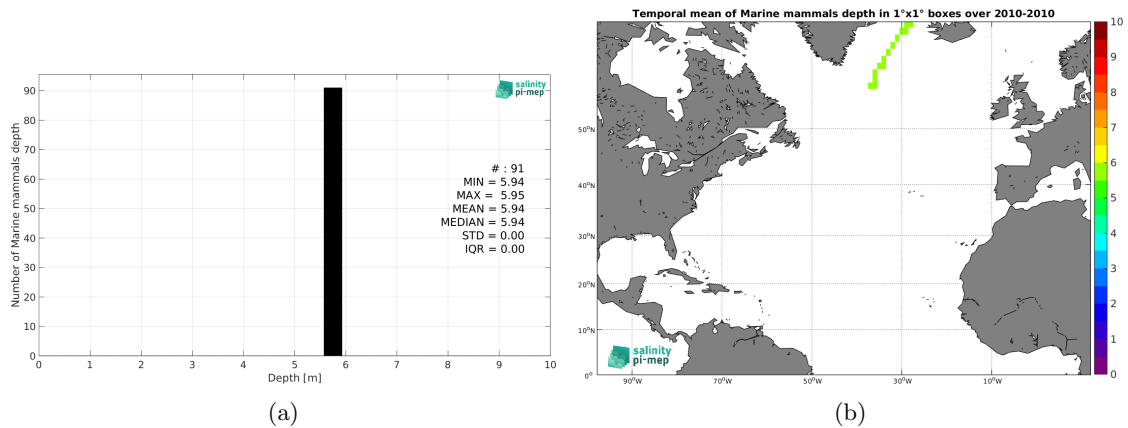 salinity
pi-mep
Number of Marine mammals depth
90
80
70
60
50
40
30
20
10
0
# : 91
MIN = 5.94
MAX = 5.95
MEAN = 5.94
MEDIAN = 5.94
STD = 0.00
IQR = 0.00
0 1 2 3 4 5 6 7 8 9 10
Depth [m]
(a)
Temporal mean of Marine mammals depth in 1°x1° boxes over 2010-2010
50°N
40°N
30°N
20°N
10°N
0°
90°W 70°W 50°W 30°W 10°W
salinity
pi-mep
10
9
8
7
6
5
4
3
2
1
0
(b)